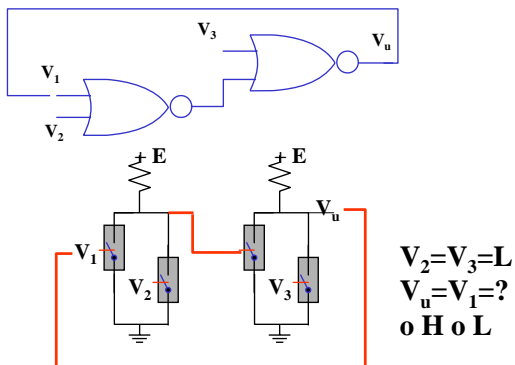 V₃
Vᵤ
V₁
V₂
+ E
+ E
Vᵤ
V₁
V₂
V₃
V₂=V₃=L
Vᵤ=V₁=?
o H o L